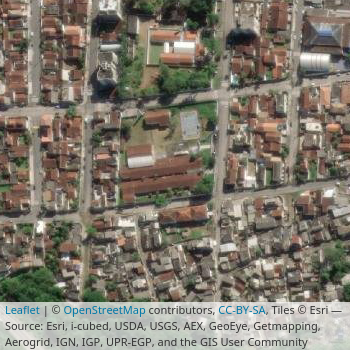 Leaflet | © OpenStreetMap contributors, CC-BY-SA, Tiles © Esri —
Source: Esri, i-cubed, USDA, USGS, AEX, GeoEye, Getmapping,
Aerogrid, IGN, IGP, UPR-EGP, and the GIS User Community